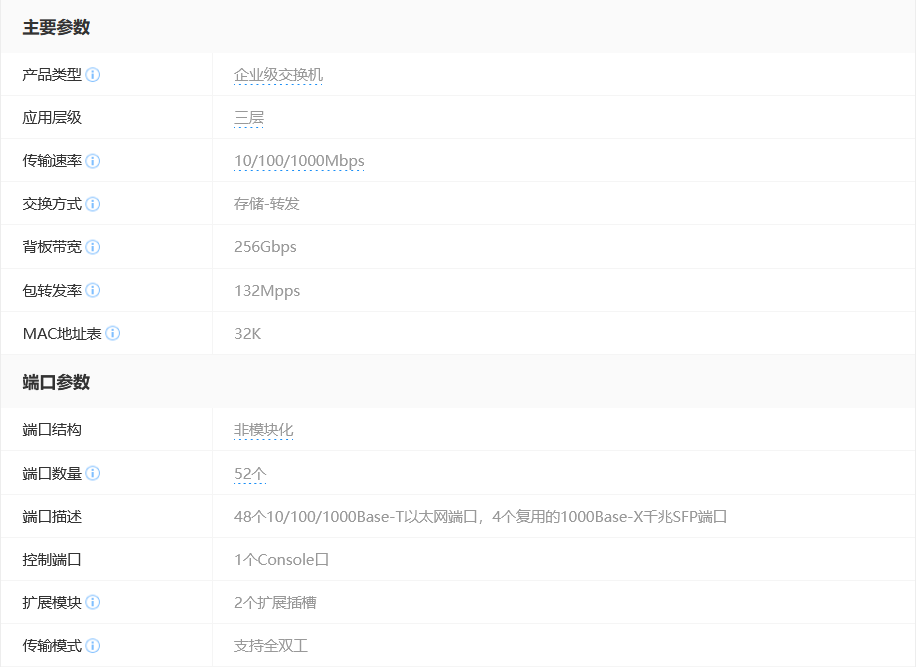 主要参数
产品类型 企业级交换机
应用层级 三层
传输速率 10/100/1000Mbps
交换方式 存储-转发
背板带宽 256Gbps
包转发率 132Mpps
MAC地址表 32K
端口参数
端口结构 非模块化
端口数量 52个
端口描述 48个10/100/1000Base-T以太网端口，4个复用的1000Base-X千兆SFP端口
控制端口 1个Console口
扩展模块 2个扩展插槽
传输模式 支持全双工